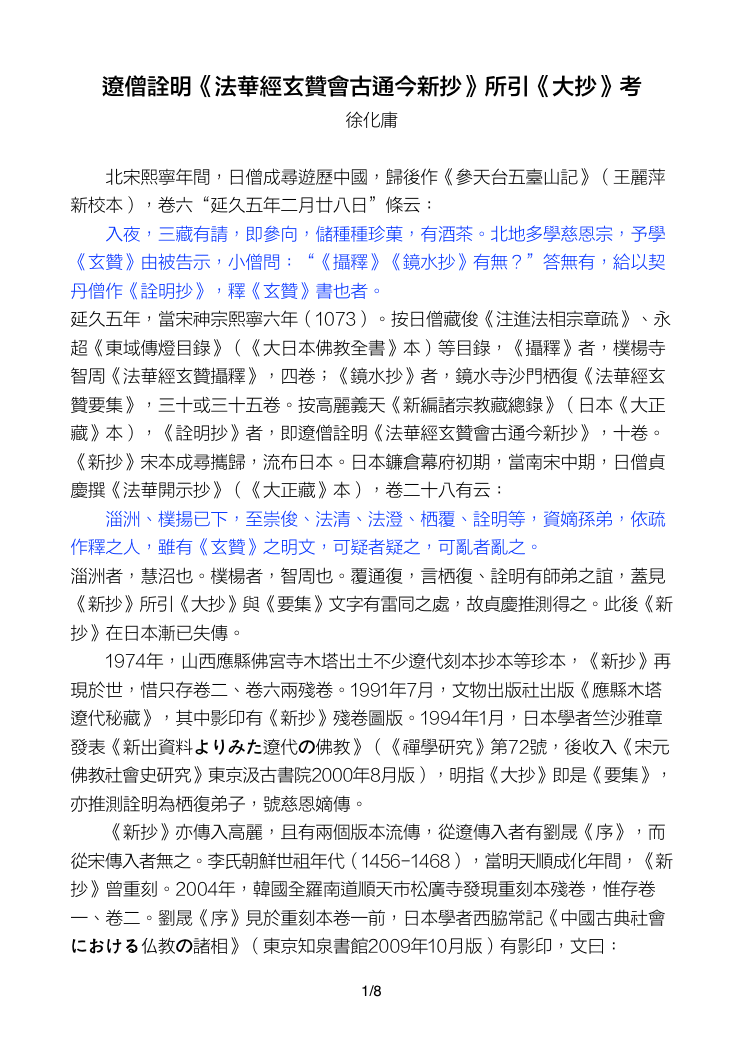 遼僧詮明《法華經玄贊會古通今新抄》所引《大抄》考
徐化庸
北宋熙寧年間，日僧成尋遊歷中國，歸後作《參天台五臺山記》（王麗萍
新校本），卷六“延久五年二月廿八日”條云：
入夜，三藏有請，即參向，儲種種珍菓，有酒茶。北地多學慈恩宗，予學
《玄贊》由被告示，小僧問：“《攝釋》《鏡水抄》有無？”答無有，給以契
丹僧作《詮明抄》，釋《玄贊》書也者。
延久五年，當宋神宗熙寧六年（1073）。按日僧藏俊《注進法相宗章疏》、永
超《東域傳燈目錄》（《大日本佛教全書》本）等目錄，《攝釋》者，樸楊寺
智周《法華經玄贊攝釋》，四卷；《鏡水抄》者，鏡水寺沙門栖復《法華經玄
贊要集》，三十或三十五卷。按高麗義天《新編諸宗教藏總錄》（日本《大正
藏》本），《詮明抄》者，即遼僧詮明《法華經玄贊會古通今新抄》，十卷。
《新抄》宋本成尋攜歸，流布日本。日本鐮倉幕府初期，當南宋中期，日僧貞
慶撰《法華開示抄》（《大正藏》本），卷二十八有云：
淄洲、樸揚已下，至崇俊、法清、法澄、栖覆、詮明等，資嫡孫弟，依疏
作釋之人，雖有《玄贊》之明文，可疑者疑之，可亂者亂之。
淄洲者，慧沼也。樸楊者，智周也。覆通復，言栖復、詮明有師弟之誼，蓋見
《新抄》所引《大抄》與《要集》文字有雷同之處，故貞慶推測得之。此後《新
抄》在日本漸已失傳。
1974年，山西應縣佛宮寺木塔出土不少遼代刻本抄本等珍本，《新抄》再
現於世，惜只存卷二、卷六兩殘卷。1991年7月，文物出版社出版《應縣木塔
遼代秘藏》，其中影印有《新抄》殘卷圖版。1994年1月，日本學者竺沙雅章
發表《新出資料よりみた遼代の佛教》（《禪學研究》第72號，後收入《宋元
佛教社會史研究》東京汲古書院2000年8月版），明指《大抄》即是《要集》，
亦推測詮明為栖復弟子，號慈恩嫡傳。
《新抄》亦傳入高麗，且有兩個版本流傳，從遼傳入者有劉晟《序》，而
從宋傳入者無之。李氏朝鮮世祖年代（1456-1468），當明天順成化年間，《新
抄》曾重刻。2004年，韓國全羅南道順天市松廣寺發現重刻本殘卷，惟存卷
一、卷二。劉晟《序》見於重刻本卷一前，日本學者西脇常記《中國古典社會
における仏教の諸相》（東京知泉書館2009年10月版）有影印，文曰：
1/8